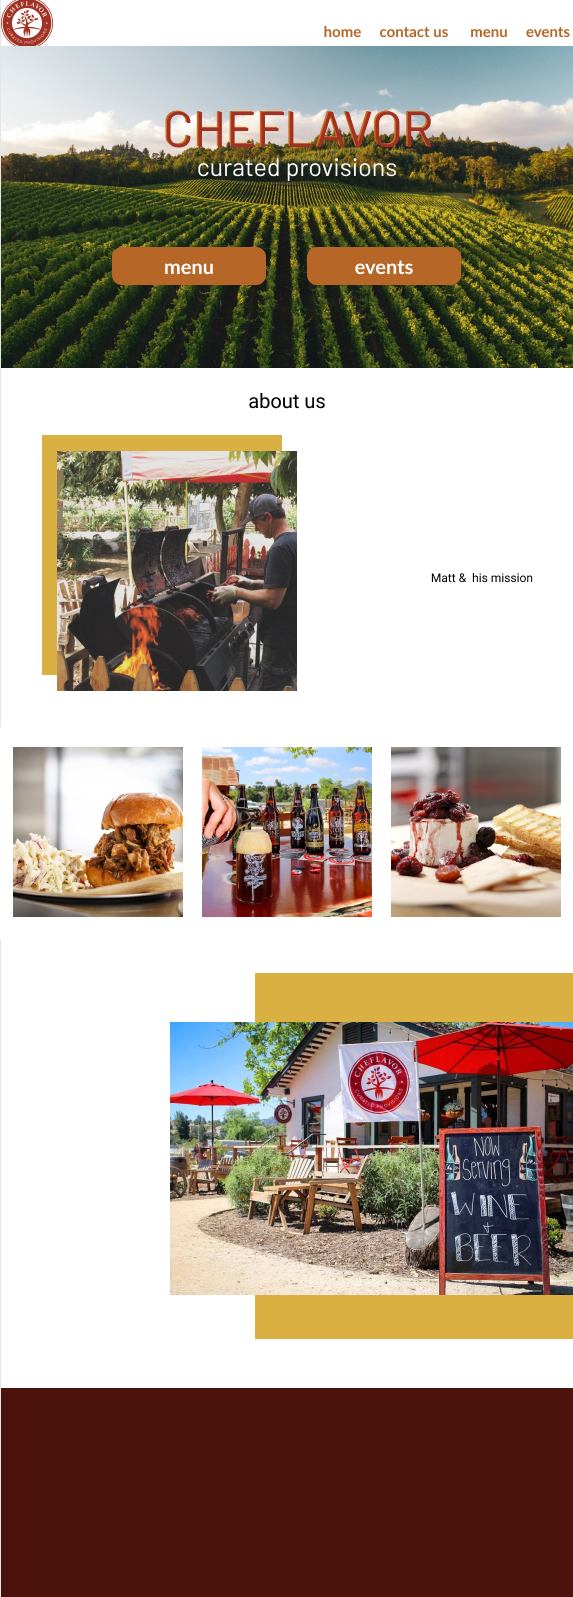 CHEFLAVOR
CURATED PROVISIONS
home contact us menu events
CHEFLAVOR
curated provisions
menu events
about us
Matt & his mission
CHEFLAVOR
CURATED PROVISIONS
NOW
Serving
WINE
+
BEER